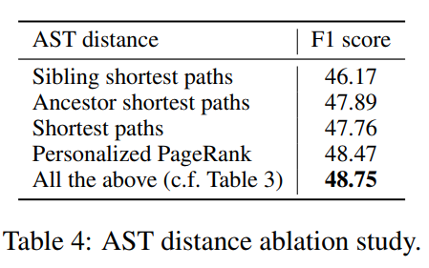 AST distance F1 score
Sibling shortest paths 46.17
Ancestor shortest paths 47.89
Shortest paths 47.76
Personalized PageRank 48.47
All the above (c.f. Table 3) 48.75
Table 4: AST distance ablation study.